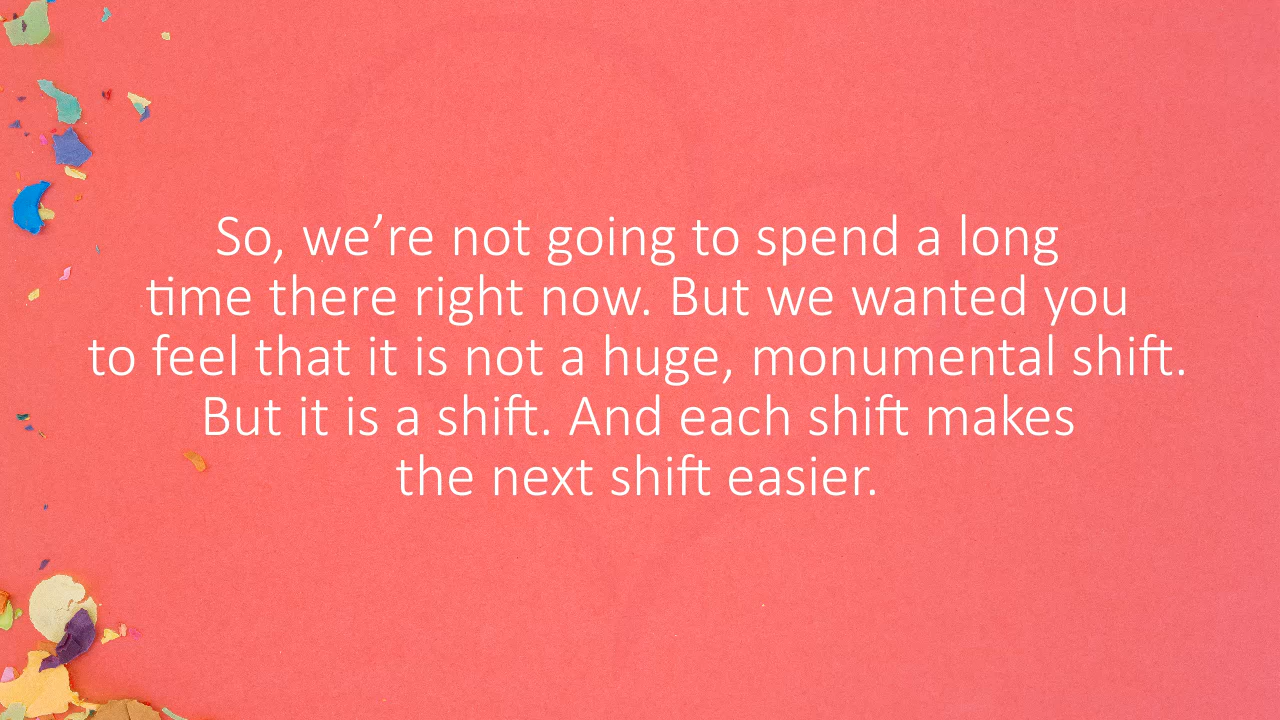 So, we’re not going to spend a long
time there right now. But we wanted you
to feel that it is not a huge, monumental shift.
But it is a shift. And each shift makes
the next shift easier.